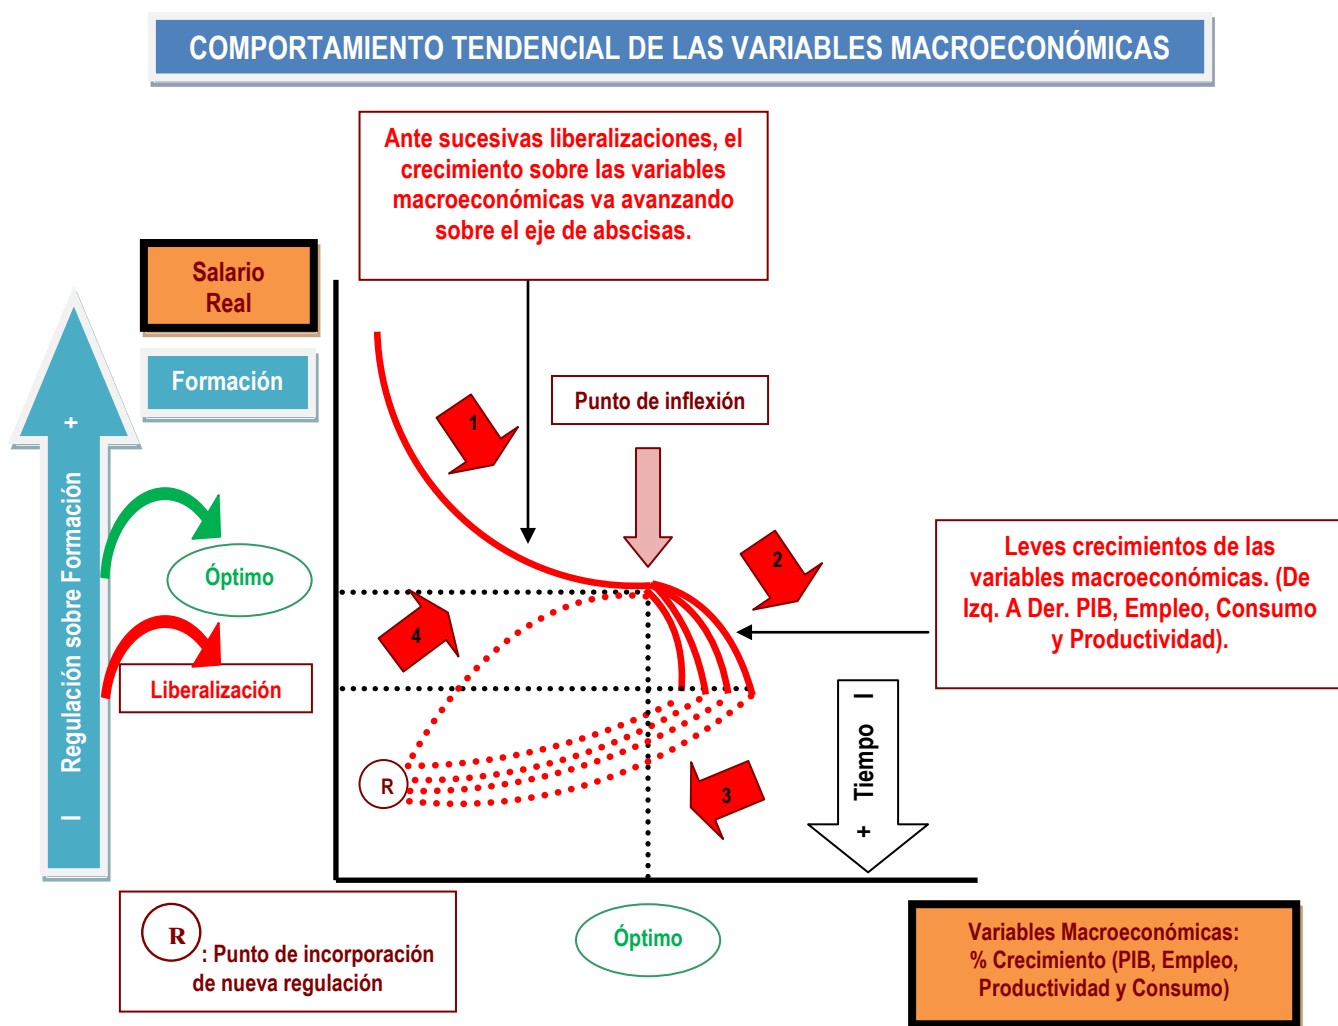 COMPORTAMIENTO TENDENCIAL DE LAS VARIABLES MACROECONÓMICAS
Ante sucesivas liberalizaciones, el
crecimiento sobre las variables
macroeconómicas va avanzando
sobre el eje de abscisas.
Salario
Real
Formación
Punto de inflexión
1
2
Leves crecimientos de las
variables macroeconómicas. (De
Izq. A Der. PIB, Empleo, Consumo
y Productividad).
I Regulación sobre Formación +
Óptimo
4
Liberalización
R
3
+ Tiempo I
R
: Punto de incorporación
de nueva regulación
Óptimo
Variables Macroeconómicas:
% Crecimiento (PIB, Empleo,
Productividad y Consumo)